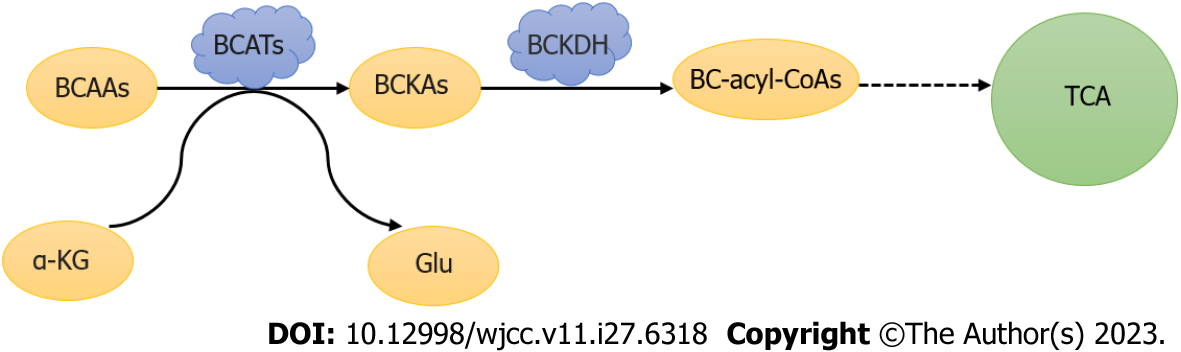 BCATs
BCKDH
BCAAs
BCKAs
BC-acyl-CoAs
TCA
α-KG
Glu
DOI: 10.12998/wjcc.v11.i27.6318 Copyright ©The Author(s) 2023.